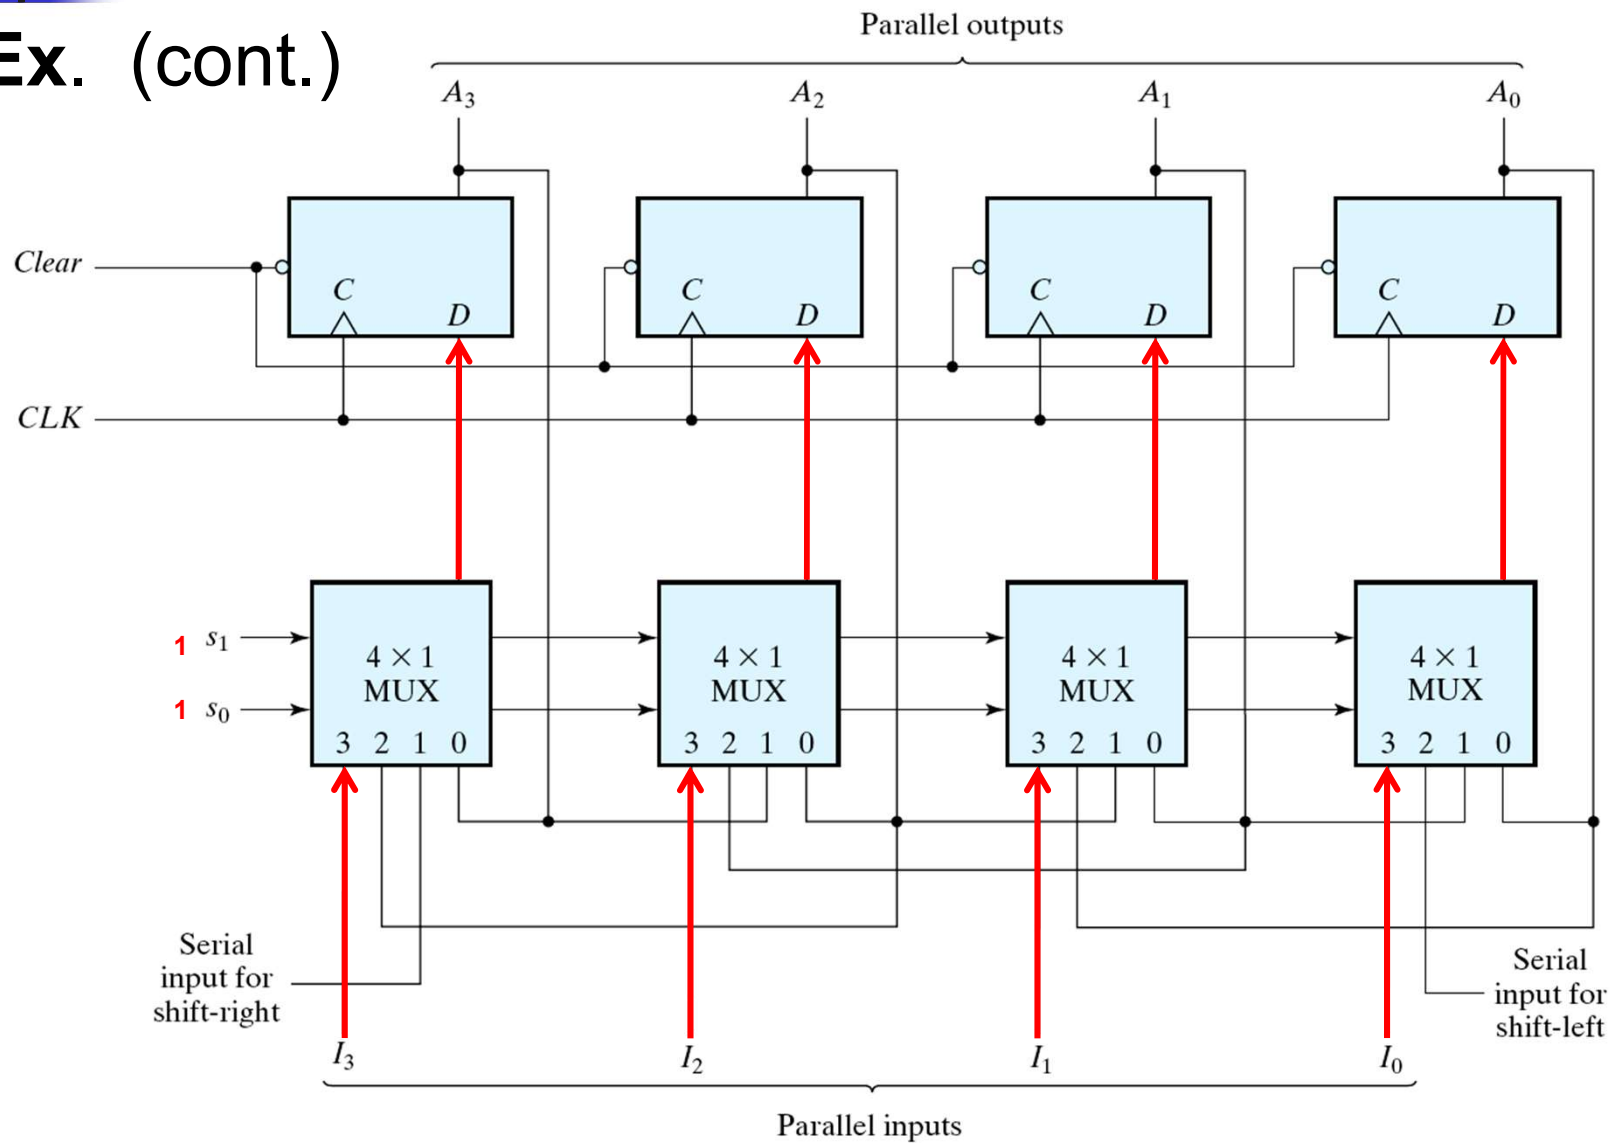 Ex. (cont.)
Parallel outputs
A3 A2 A1 A0
Clear
C D C D C D C D
CLK
1 s1
4 × 1 4 × 1 4 × 1 4 × 1
MUX MUX MUX MUX
1 s0
3 2 1 0 3 2 1 0 3 2 1 0 3 2 1 0
Serial
input for
shift-right
Serial
input for
shift-left
I3 I2 I1 I0
Parallel inputs